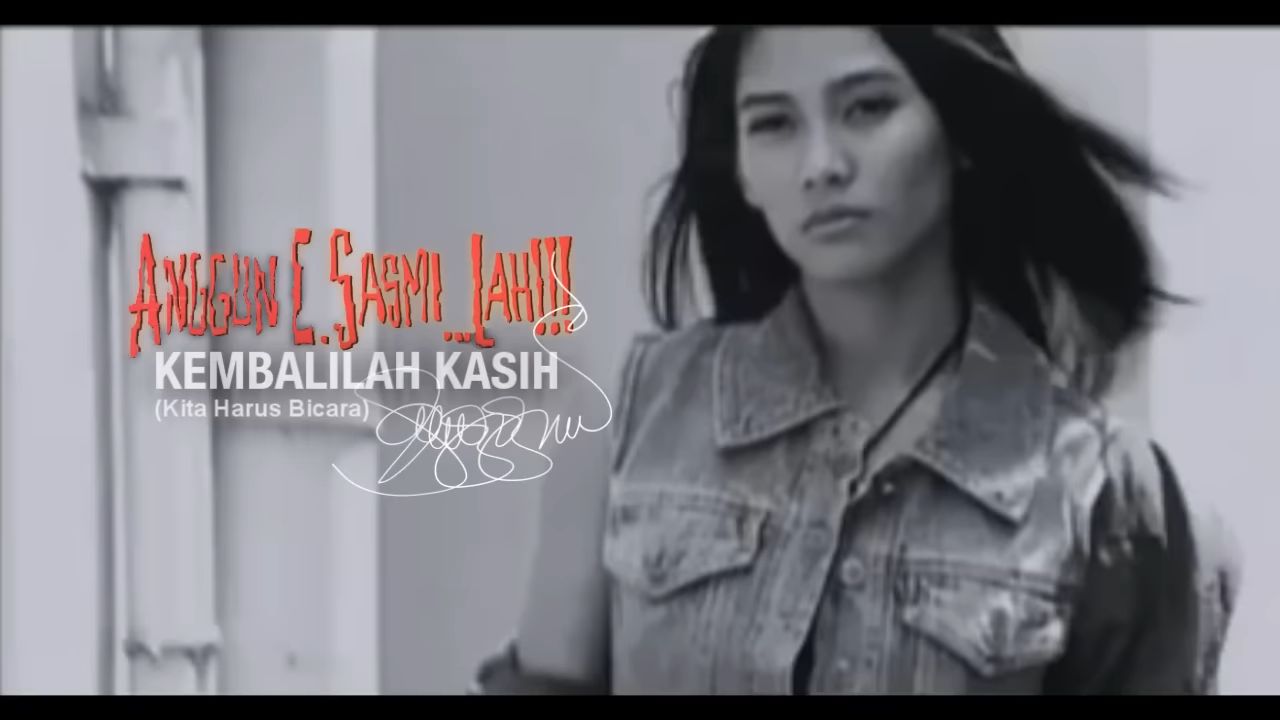 ANGGUN C. SASMI ...LAH!!!
KEMBALILAH KASIH
(Kita Harus Bicara)